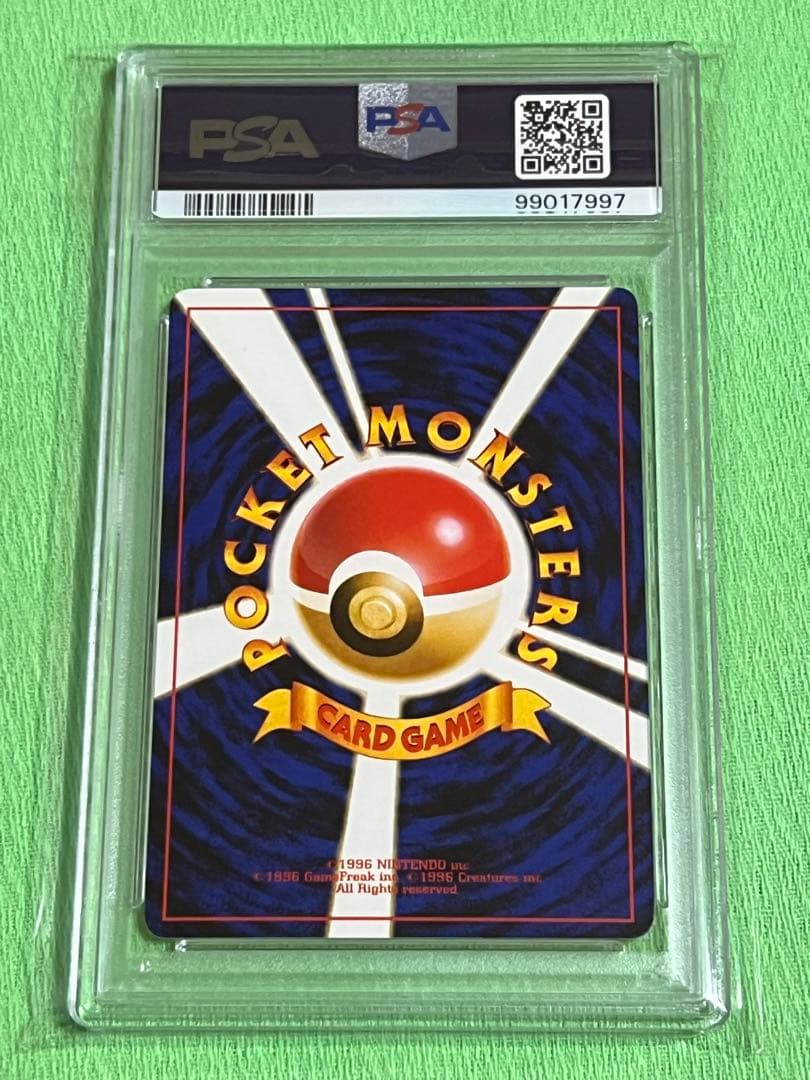 PSA PSA
99017997
POCKET MONSTERS
CARD GAME
©1996 NINTENDO inc.
©1996 GameFreak inc. ©1996 Creatures inc.
All Rights reserved.